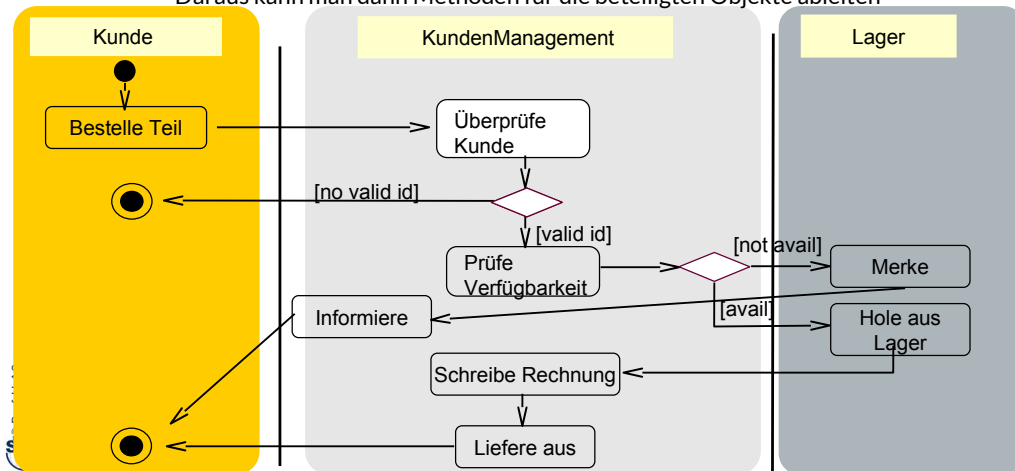 Daraus kann man dann Methoden für die beteiligten Objekte ableiten
Kunde
KundenManagement
Lager
Bestelle Teil
Überprüfe
Kunde
[no valid id]
[valid id]
[not avail]
Prüfe
Verfügbarkeit
Merke
[avail]
Informiere
Hole aus
Lager
Schreibe Rechnung
Liefere aus